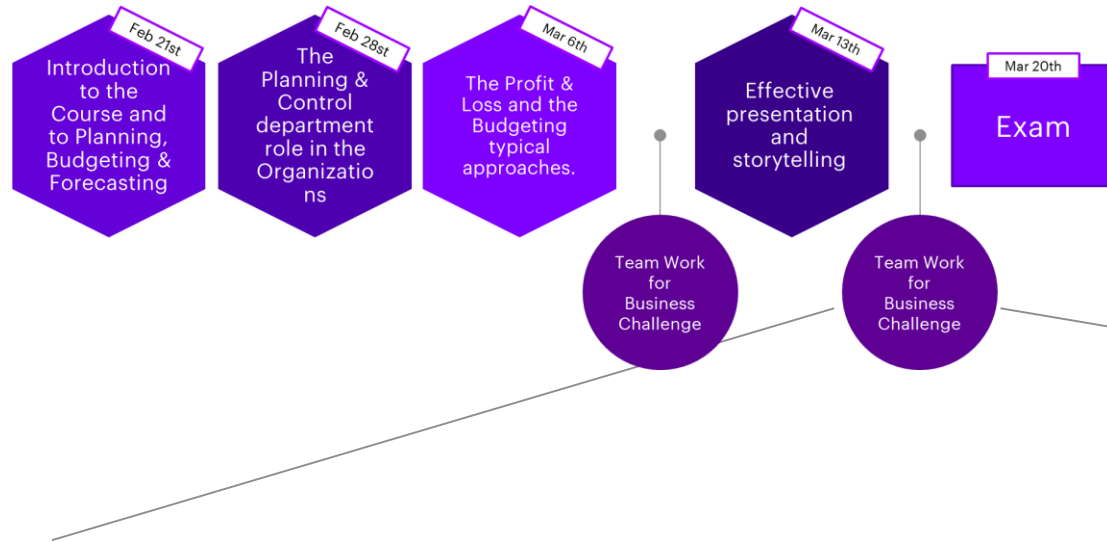 Feb 21st
Introduction
to the
Course and
to Planning,
Budgeting &
Forecasting
Feb 28st
The
Planning &
Control
department
role in the
Organizatio
ns
Mar 6th
The Profit &
Loss and the
Budgeting
typical
approaches.
Team Work
for
Business
Challenge
Mar 13th
Effective
presentation
and
storytelling
Team Work
for
Business
Challenge
Mar 20th
Exam